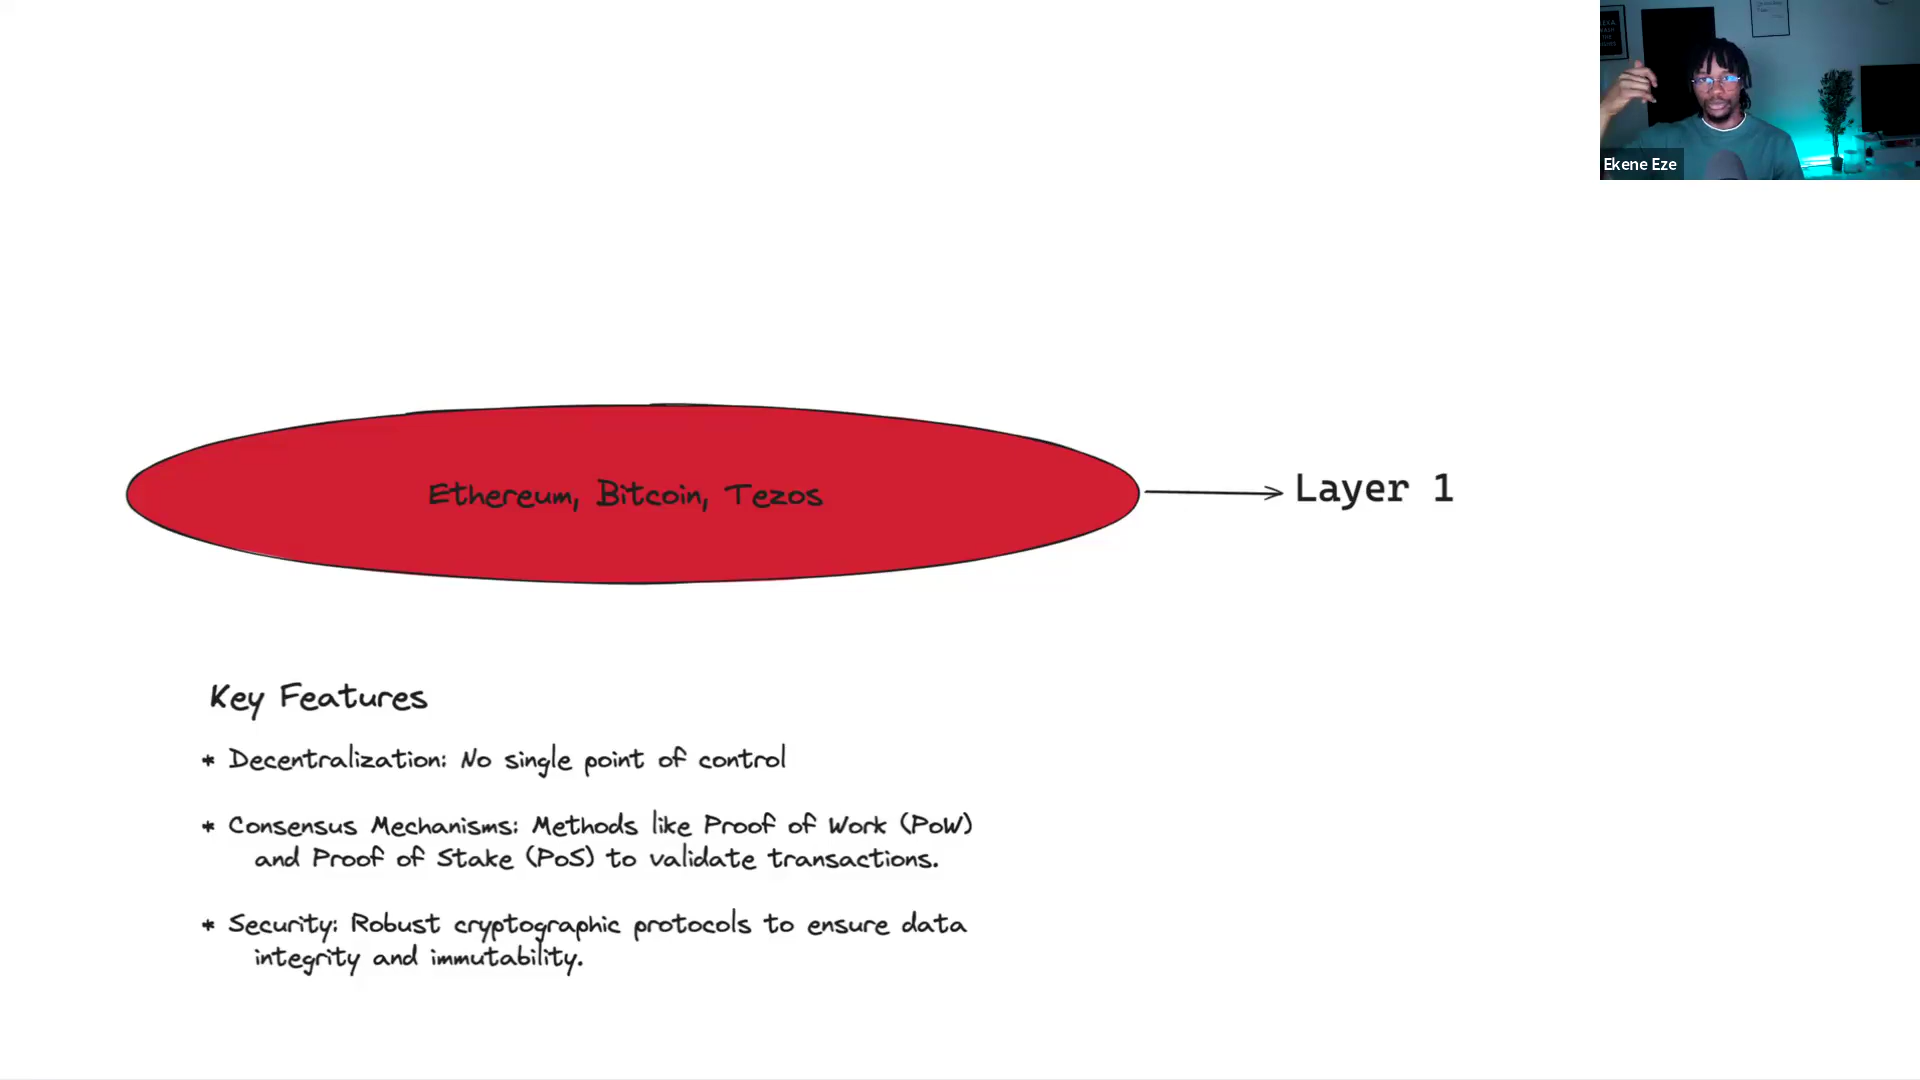 Ekene Eze
Ethereum, Bitcoin, Tezos
Layer 1
Key Features
* Decentralization: No single point of control
* Consensus Mechanisms: Methods like Proof of Work (PoW)
and Proof of Stake (PoS) to validate transactions.
* Security: Robust cryptographic protocols to ensure data
integrity and immutability.